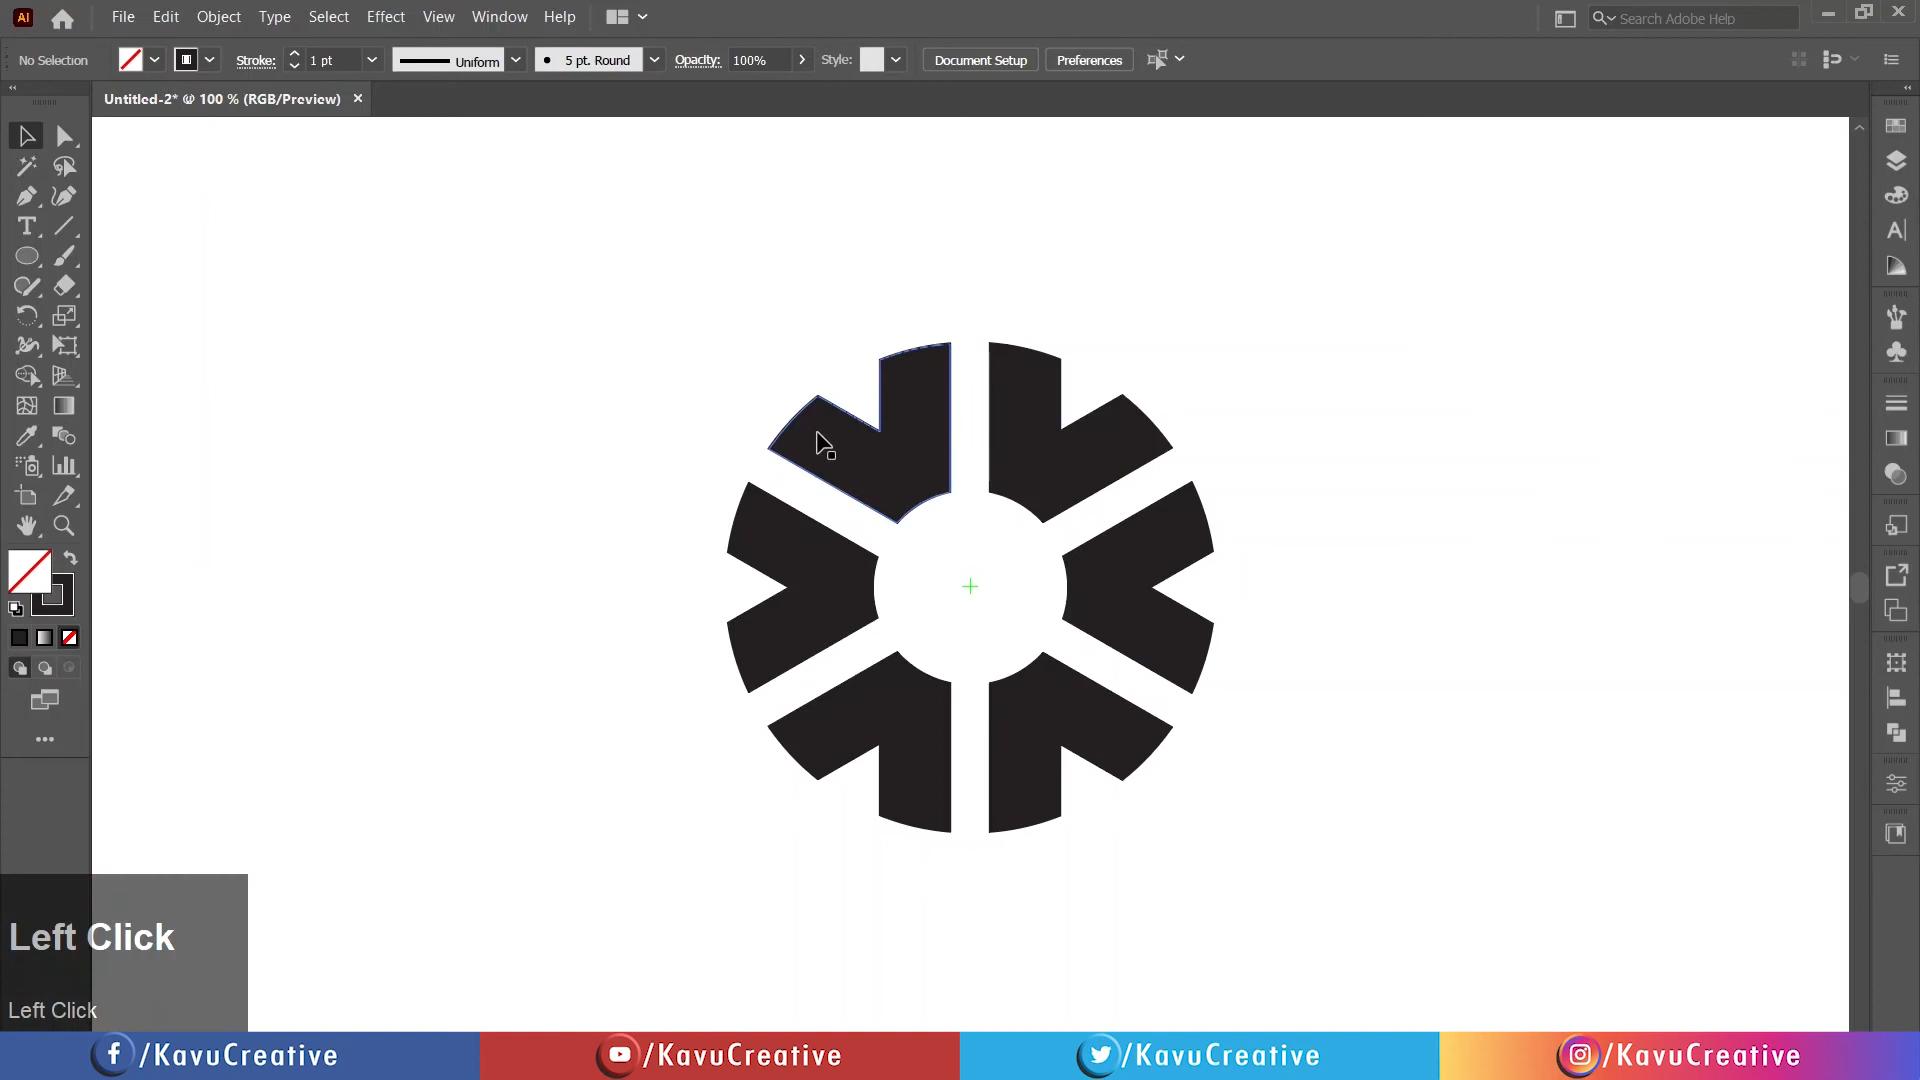 Ai File Edit Object Type Select Effect View Window Help Search Adobe Help
No Selection Stroke: 1 pt Uniform 5 pt. Round Opacity: 100% Style: Document Setup Preferences
Untitled-2* @ 100 % (RGB/Preview)
Left Click
Left Click
/KavuCreative /KavuCreative /KavuCreative /KavuCreative